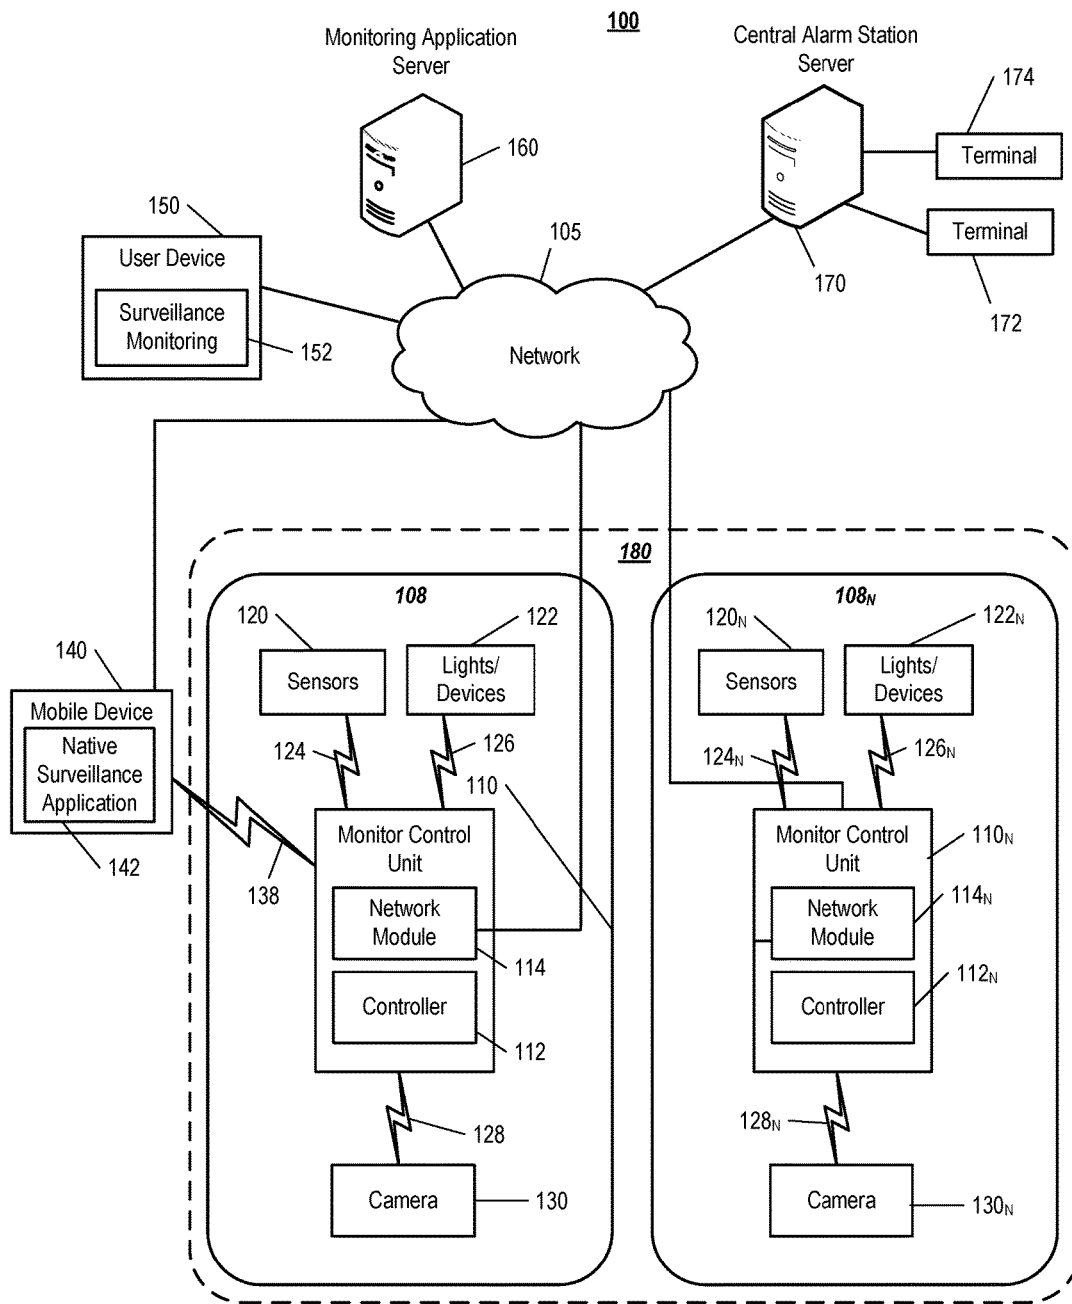 100
Monitoring Application
Server
Central Alarm Station
Server
174
160
Terminal
150
105
User Device
Terminal
170
Surveillance
Monitoring
152
172
Network
180
108
108N
120
122
120N
122N
140
Sensors
Lights/
Devices
Sensors
Lights/
Devices
Mobile Device
Native
Surveillance
Application
124
126
110
124N
126N
142
138
Monitor Control
Unit
Monitor Control
Unit
110N
Network
Module
114
Network
Module
114N
Controller
112
Controller
112N
128
128N
Camera
130
Camera
130N